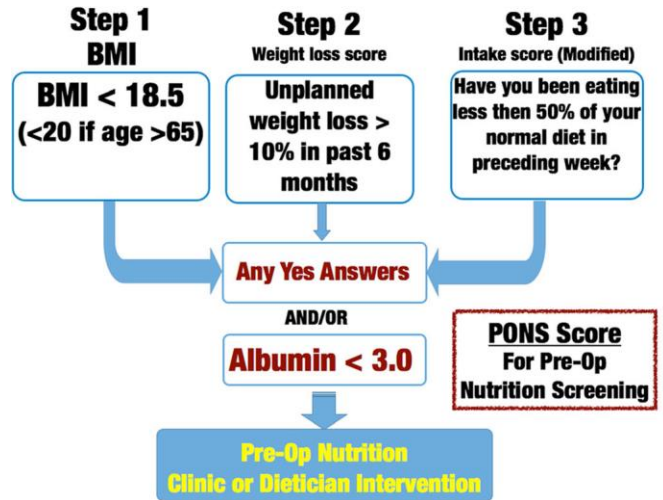 Step 1
BMI
BMI < 18.5
(<20 if age >65)
Step 2
Weight loss score
Unplanned
weight loss >
10% in past 6
months
Step 3
Intake score (Modified)
Have you been eating
less then 50% of your
normal diet in
preceding week?
Any Yes Answers
AND/OR
Albumin < 3.0
PONS Score
For Pre-Op
Nutrition Screening
Pre-Op Nutrition
Clinic or Dietician Intervention